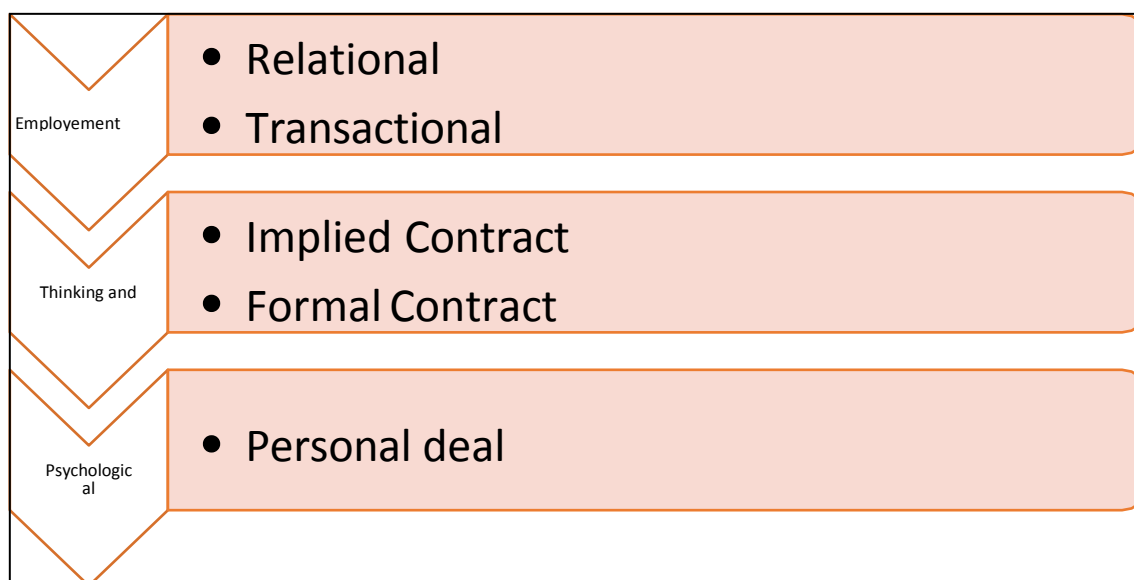 Employement
• Relational
• Transactional
Thinking and
• Implied Contract
• Formal Contract
Psychologic
al
• Personal deal